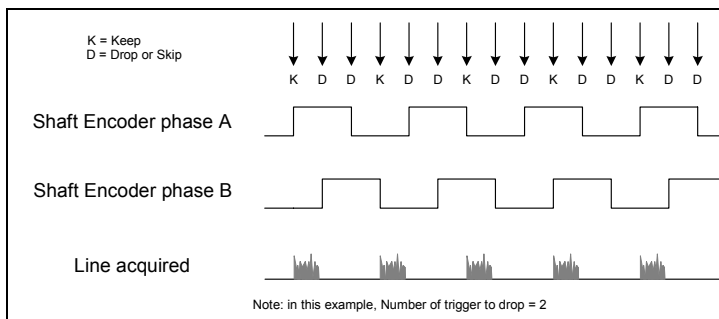 K = Keep
D = Drop or Skip
K D D K D D K D D K D D K D D
Shaft Encoder phase A
Shaft Encoder phase B
Line acquired
Note: in this example, Number of trigger to drop = 2